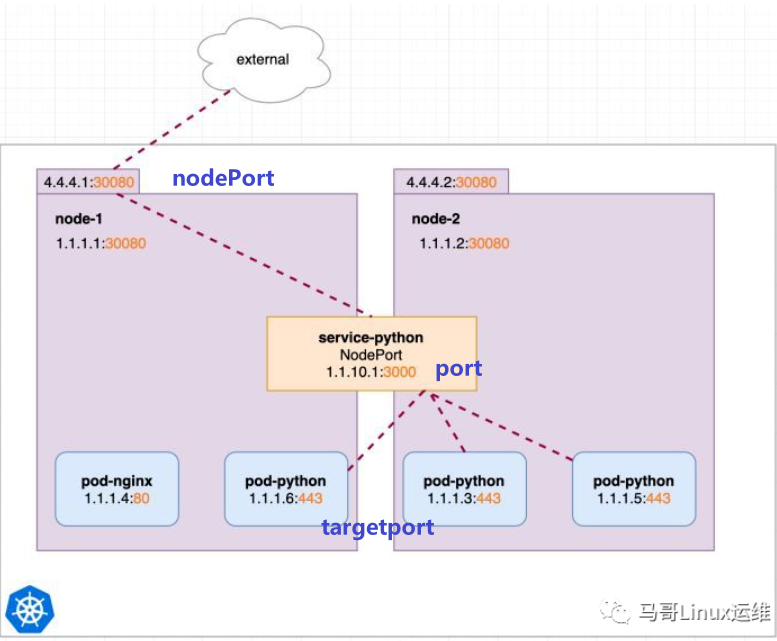 external
4.4.4.1:30080
nodePort
4.4.4.2:30080
node-1
1.1.1.1:30080
node-2
1.1.1.2:30080
service-python
NodePort
1.1.10.1:3000
port
pod-nginx
1.1.1.4:80
pod-python
1.1.1.6:443
pod-python
1.1.1.3:443
pod-python
1.1.1.5:443
targetport
马哥Linux运维